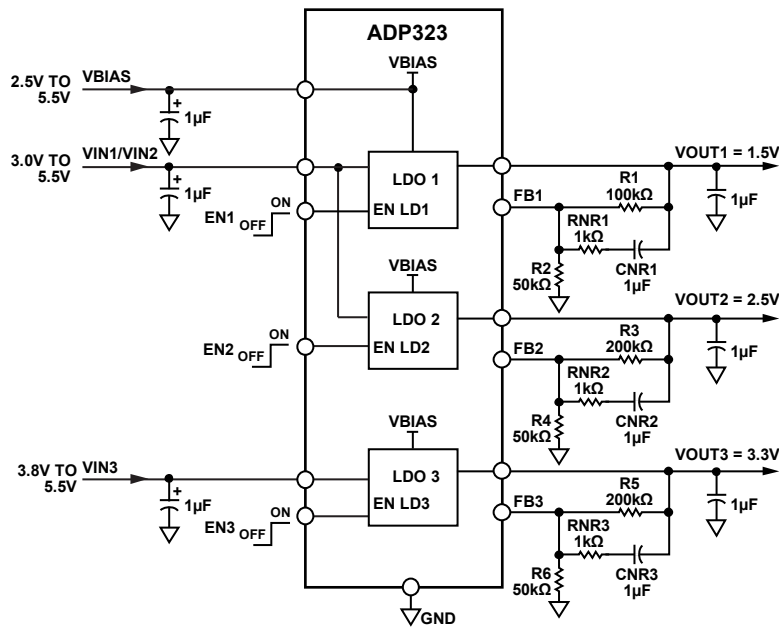 ADP323
VBIAS
2.5V TO
5.5V
VBIAS
+
1µF
3.0V TO
5.5V
VIN1/VIN2
+
1µF
LDO 1
EN LD1
EN1
OFF
ON
VOUT1 = 1.5V
1µF
FB1
R1
100kΩ
RNR1
1kΩ
CNR1
1µF
R2
50kΩ
VBIAS
LDO 2
EN LD2
EN2
OFF
ON
VOUT2 = 2.5V
1µF
FB2
R3
200kΩ
RNR2
1kΩ
CNR2
1µF
R4
50kΩ
VBIAS
3.8V TO
5.5V
VIN3
+
1µF
LDO 3
EN LD3
EN3
OFF
ON
VOUT3 = 3.3V
1µF
FB3
R5
200kΩ
RNR3
1kΩ
CNR3
1µF
R6
50kΩ
GND